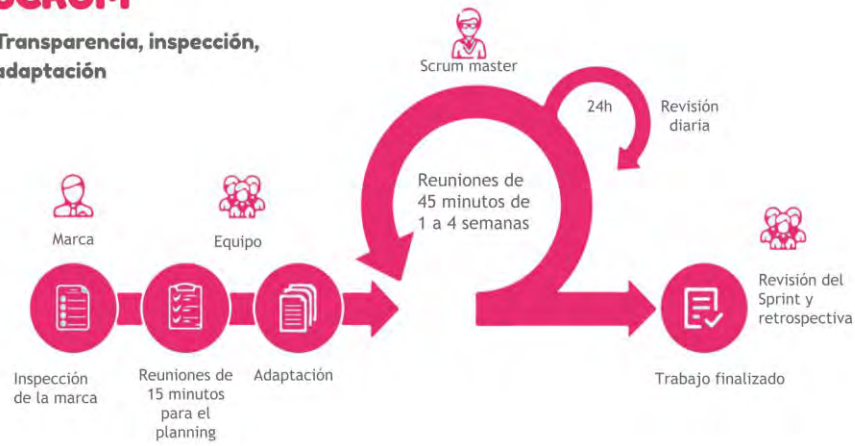 SCRUM
Transparencia, inspección,
adaptación
Scrum master
24h
Revisión
diaria
Reuniones de
45 minutos de
1 a 4 semanas
Marca
Equipo
Inspección
de la marca
Reuniones de
15 minutos
para el
planning
Adaptación
Revisión del
Sprint y
retrospectiva
Trabajo finalizado